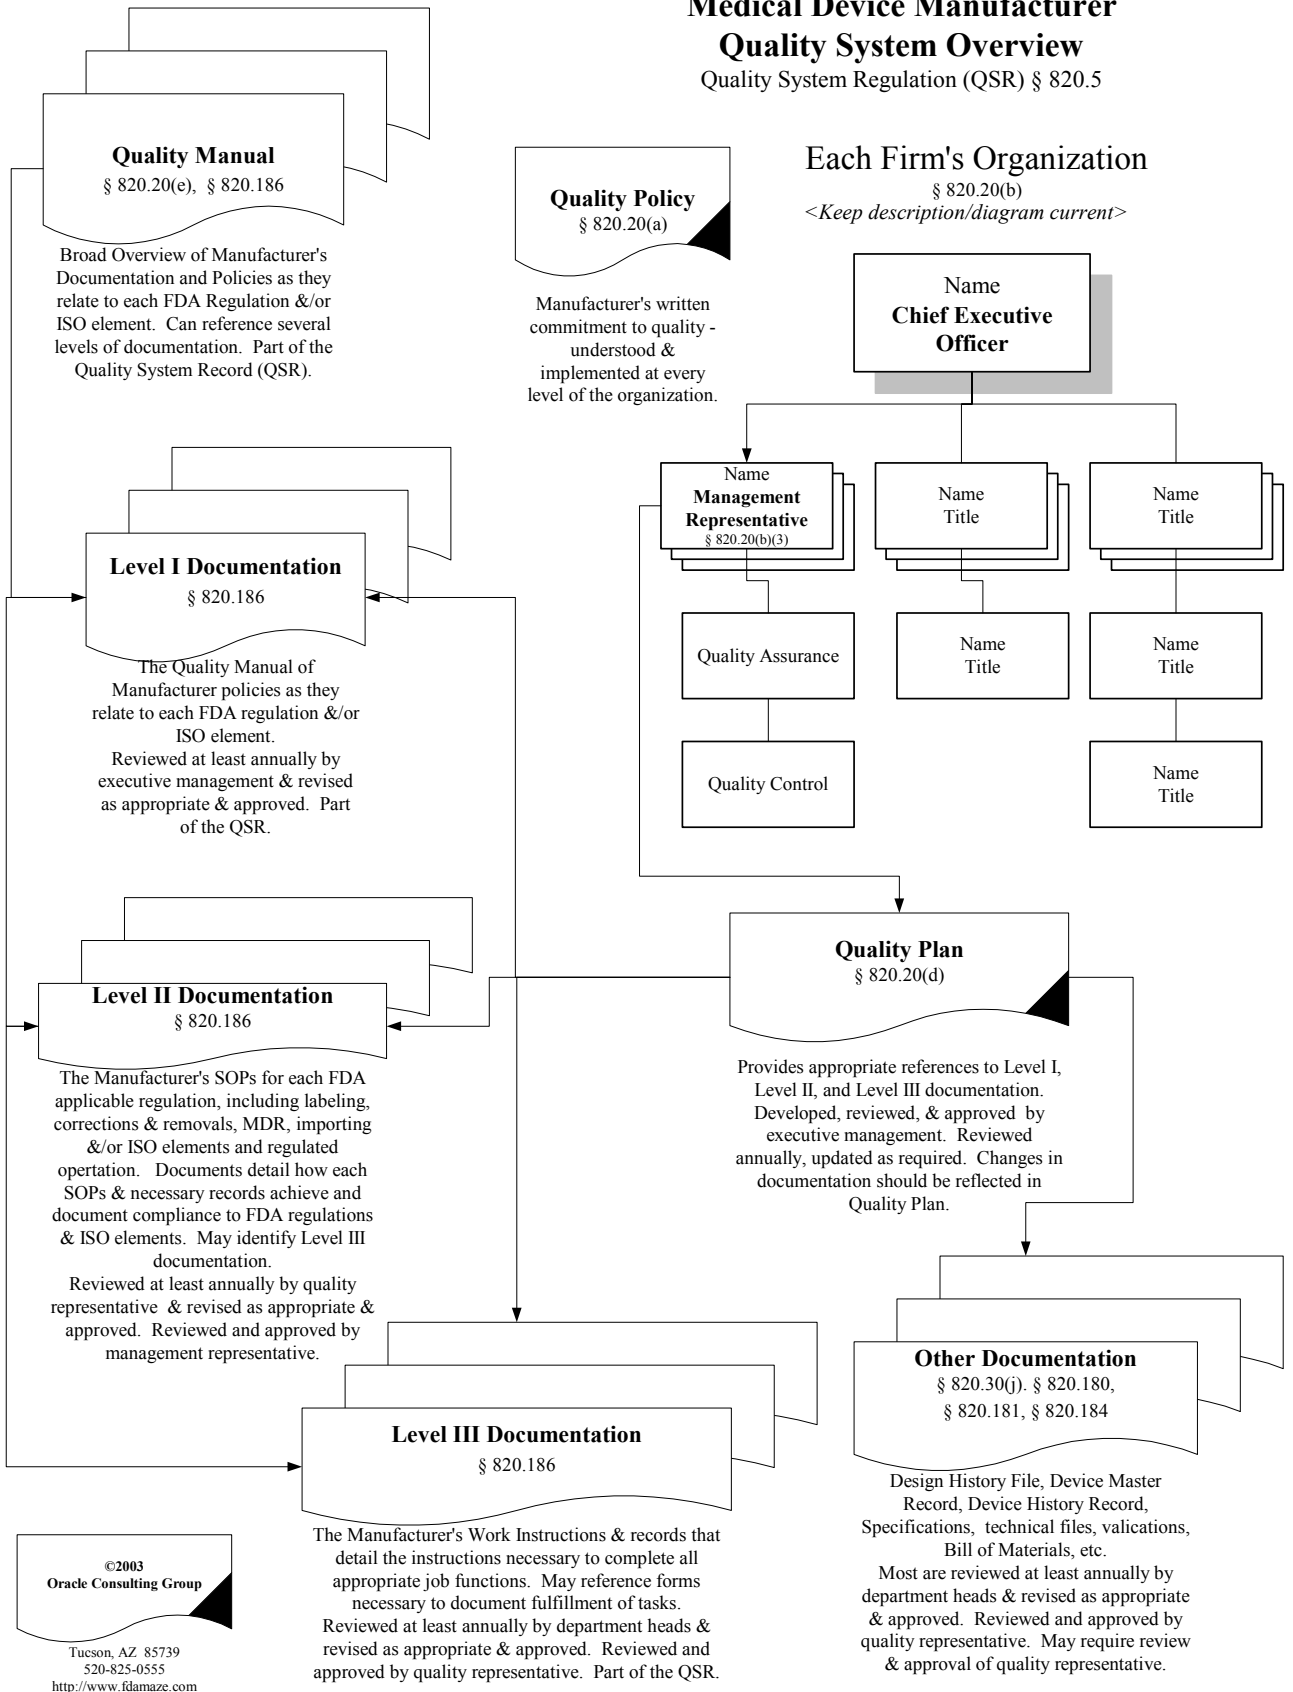 Medical Device Manufacturer
Quality System Overview
Quality System Regulation (QSR) § 820.5
Quality Manual
§ 820.20(e), § 820.186
Broad Overview of Manufacturer's
Documentation and Policies as they
relate to each FDA Regulation &/or
ISO element. Can reference several
levels of documentation. Part of the
Quality System Record (QSR).
Quality Policy
§ 820.20(a)
Manufacturer's written
commitment to quality -
understood &
implemented at every
level of the organization.
Each Firm's Organization
§ 820.20(b)
<Keep description/diagram current>
Name
Chief Executive
Officer
Name
Management
Representative
§ 820.20(b)(3)
Name
Title
Name
Title
Quality Assurance
Name
Title
Name
Title
Quality Control
Name
Title
Level I Documentation
§ 820.186
The Quality Manual of
Manufacturer policies as they
relate to each FDA regulation &/or
ISO element.
Reviewed at least annually by
executive management & revised
as appropriate & approved. Part
of the QSR.
Quality Plan
§ 820.20(d)
Provides appropriate references to Level I,
Level II, and Level III documentation.
Developed, reviewed, & approved by
executive management. Reviewed
annually, updated as required. Changes in
documentation should be reflected in
Quality Plan.
Level II Documentation
§ 820.186
The Manufacturer's SOPs for each FDA
applicable regulation, including labeling,
corrections & removals, MDR, importing
&/or ISO elements and regulated
opertation. Documents detail how each
SOPs & necessary records achieve and
document compliance to FDA regulations
& ISO elements. May identify Level III
documentation.
Reviewed at least annually by quality
representative & revised as appropriate &
approved. Reviewed and approved by
management representative.
Level III Documentation
§ 820.186
The Manufacturer's Work Instructions & records that
detail the instructions necessary to complete all
appropriate job functions. May reference forms
necessary to document fulfillment of tasks.
Reviewed at least annually by department heads &
revised as appropriate & approved. Reviewed and
approved by quality representative. Part of the QSR.
Other Documentation
§ 820.30(j). § 820.180,
§ 820.181, § 820.184
Design History File, Device Master
Record, Device History Record,
Specifications, technical files, valications,
Bill of Materials, etc.
Most are reviewed at least annually by
department heads & revised as appropriate
& approved. Reviewed and approved by
quality representative. May require review
& approval of quality representative.
©2003
Oracle Consulting Group
Tucson, AZ 85739
520-825-0555
http://www.fdamaze.com